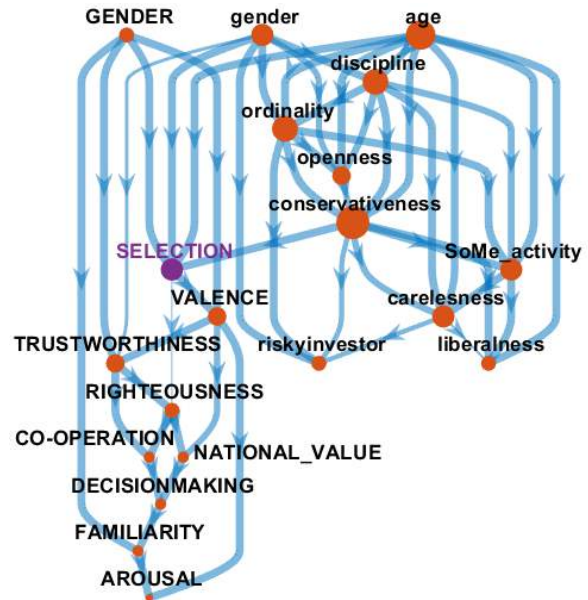 GENDER gender age
discipline
ordinality
openness
conservativeness
SELECTION SoMe_activity
VALENCE carelesness
TRUSTWORTHINESS riskyinvestor liberalness
RIGHTEOUSNESS
CO-OPERATION NATIONAL_VALUE
DECISIONMAKING
FAMILIARITY
AROUSAL